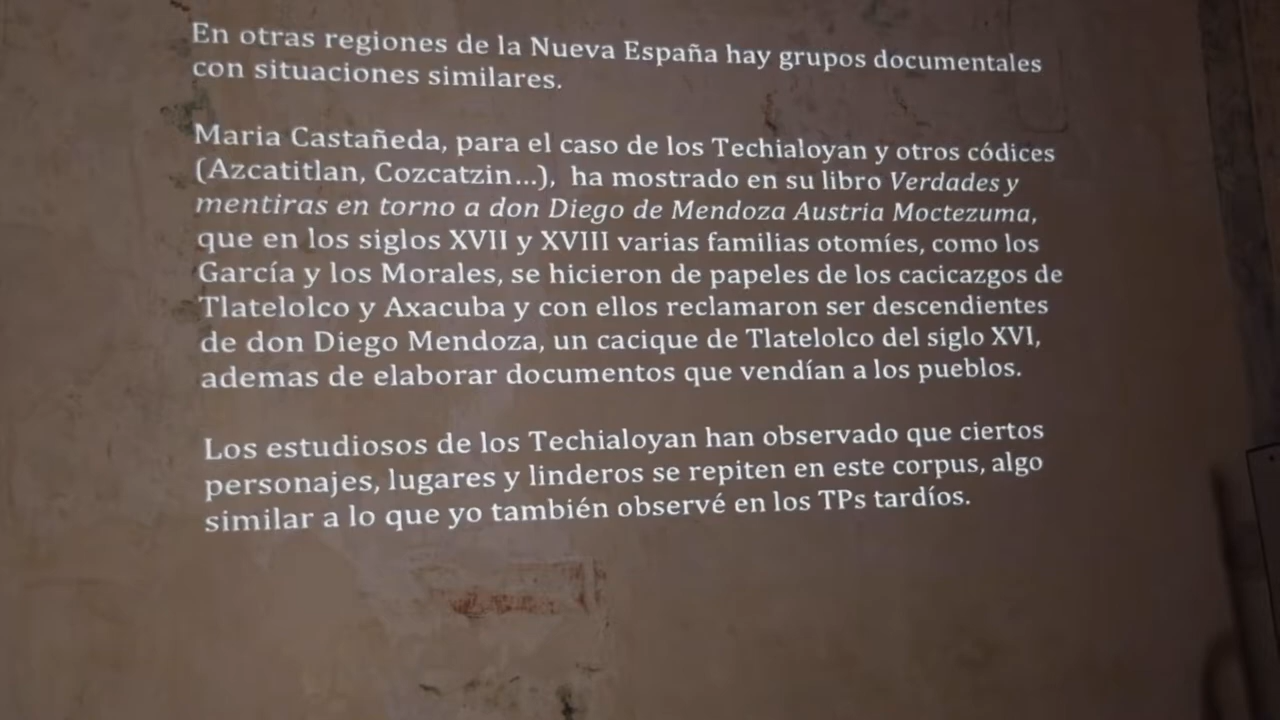 En otras regiones de la Nueva España hay grupos documentales
con situaciones similares.
Maria Castañeda, para el caso de los Techialoyan y otros códices
(Azcatitlan, Cozcatzin...), ha mostrado en su libro Verdades y
mentiras en torno a don Diego de Mendoza Austria Moctezuma,
que en los siglos XVII y XVIII varias familias otomíes, como los
García y los Morales, se hicieron de papeles de los cacicazgos de
Tlatelolco y Axacuba y con ellos reclamaron ser descendientes
de don Diego Mendoza, un cacique de Tlatelolco del siglo XVI,
ademas de elaborar documentos que vendían a los pueblos.
Los estudiosos de los Techialoyan han observado que ciertos
personajes, lugares y linderos se repiten en este corpus, algo
similar a lo que yo también observé en los TPs tardíos.